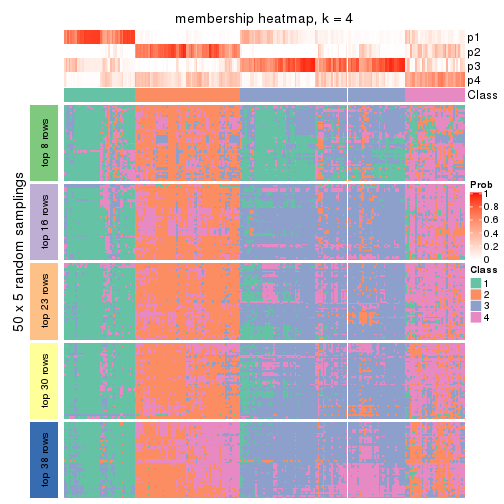 membership heatmap, k = 4
p1
p2
p3
p4
Class
50 x 5 random samplings
top 8 rows
top 16 rows
top 23 rows
top 30 rows
top 38 rows
Prob
1
0.8
0.6
0.4
0.2
0
Class
1
2
3
4